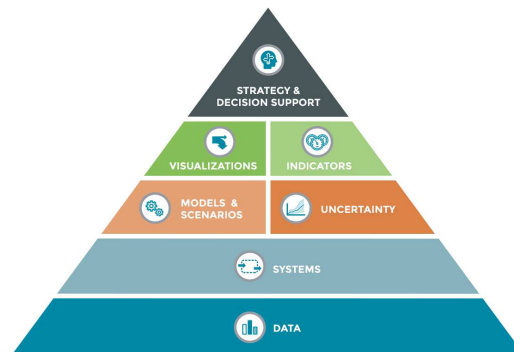 STRATEGY &
DECISION SUPPORT
VISUALIZATIONS
INDICATORS
MODELS &
SCENARIOS
UNCERTAINTY
SYSTEMS
DATA